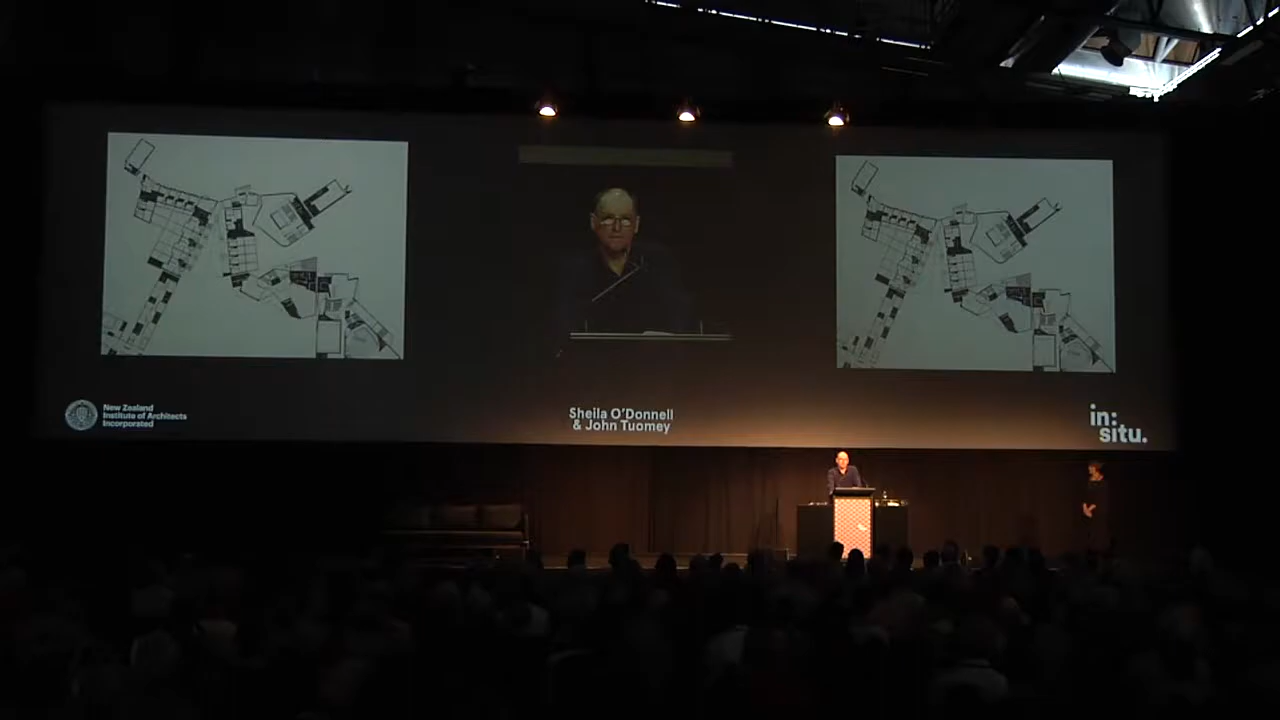 New Zealand
Institute of Architects
Incorporated
Sheila O'Donnell
& John Tuomey
in:
situ.